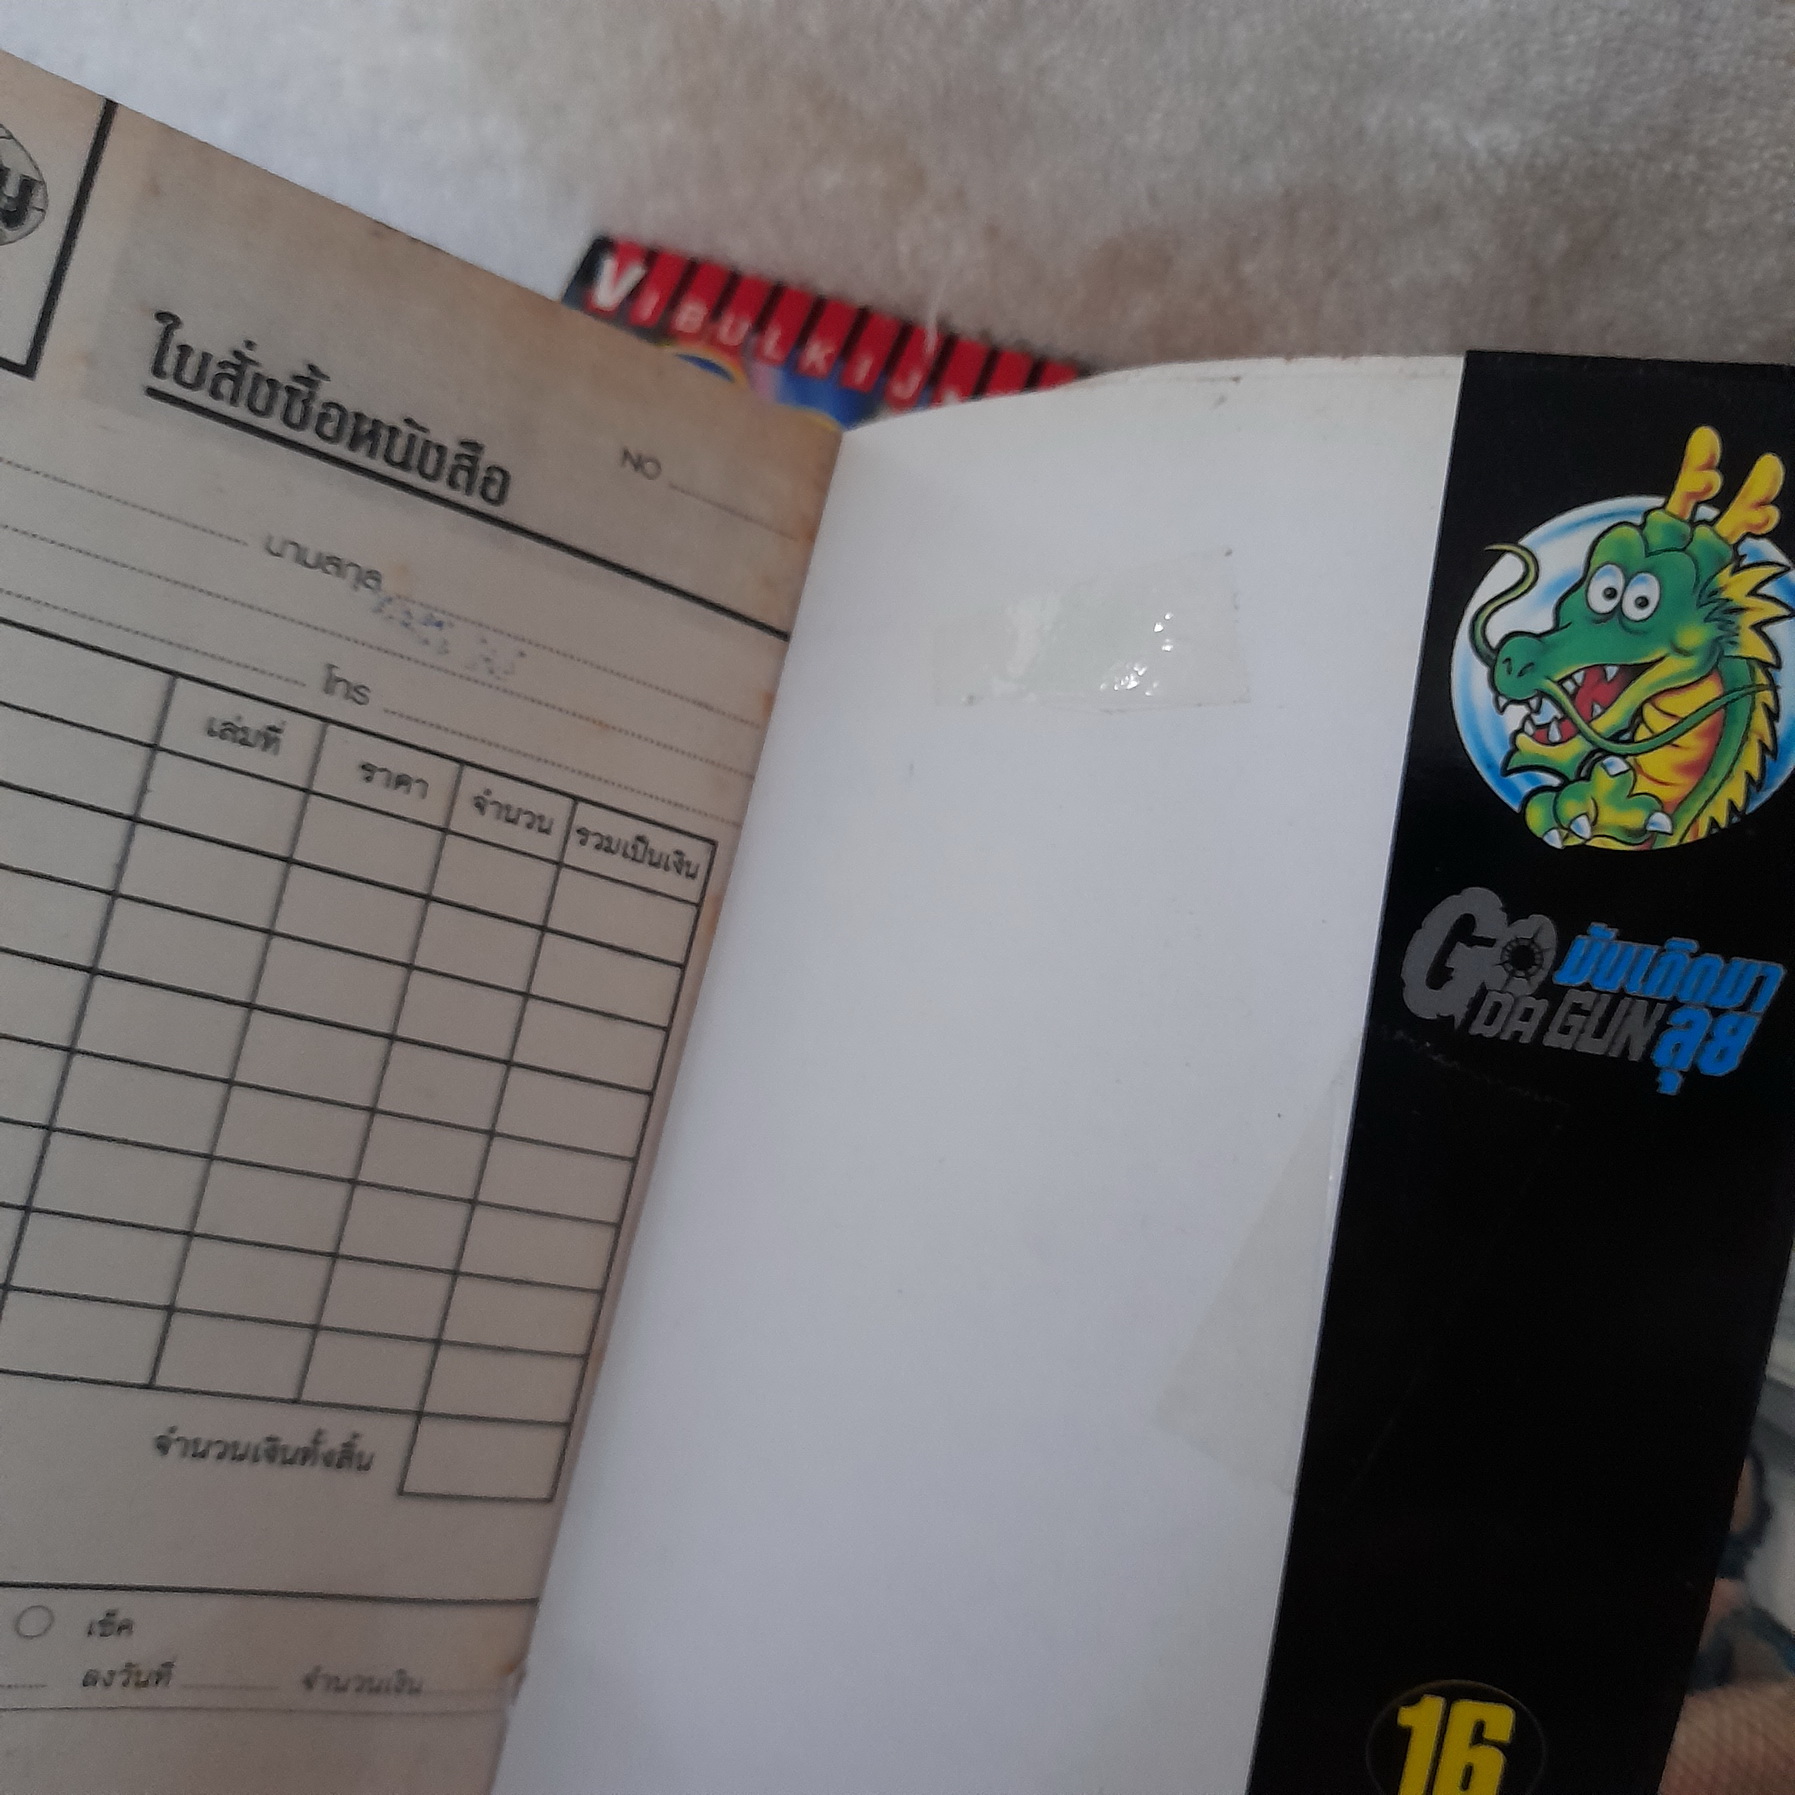 VIBULKIJ
ใบสั่งซื้อหนังสือ
NO
นามสกุล
โทร
เล่มที่
ราคา
จำนวน
รวมเป็นเงิน
จำนวนเงินทั้งสิ้น
เช็ค
ลงวันที่ จำนวนเงิน
GO DA GUN
มันเกิดมาลุย
16